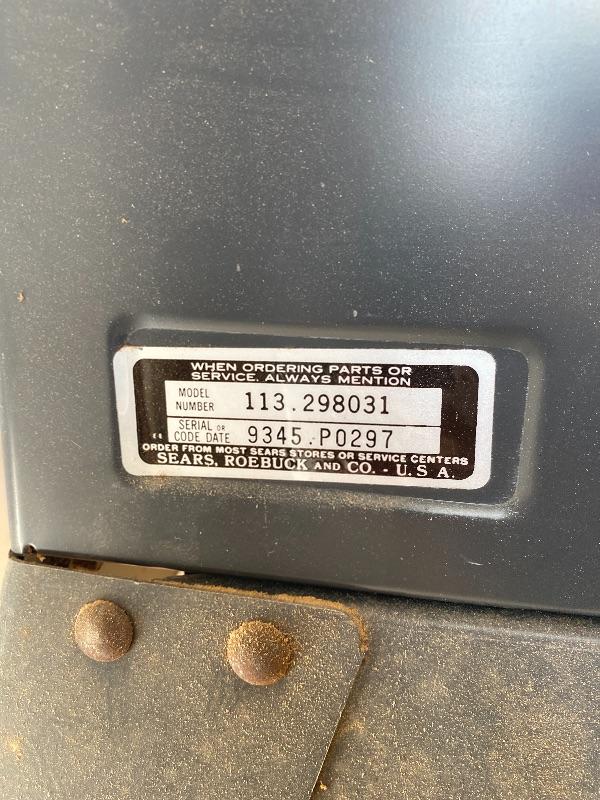 WHEN ORDERING PARTS OR
SERVICE, ALWAYS MENTION
MODEL
NUMBER 113.298031
SERIAL OR
CODE DATE 9345.P0297
ORDER FROM MOST SEARS STORES OR SERVICE CENTERS
SEARS, ROEBUCK AND CO. - U.S.A.